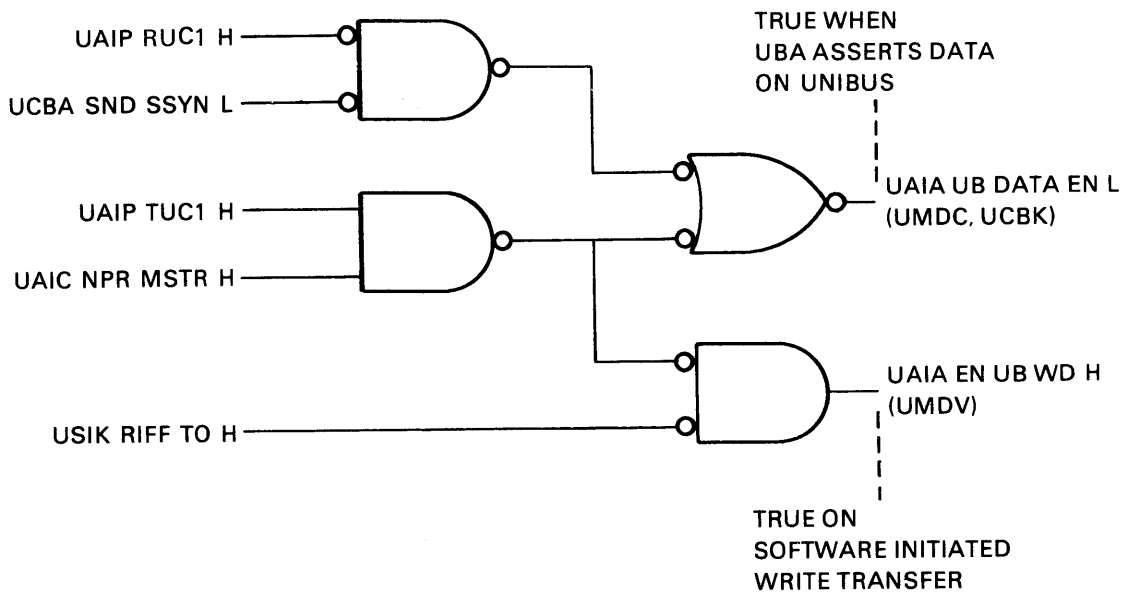 UAIP RUC1 H
UCBA SND SSYN L
UAIP TUC1 H
UAIC NPR MSTR H
USIK RIFF TO H
TRUE WHEN
UBA ASSERTS DATA
ON UNIBUS
UAIA UB DATA EN L
(UMDC, UCBK)
UAIA EN UB WD H
(UMDV)
TRUE ON
SOFTWARE INITIATED
WRITE TRANSFER